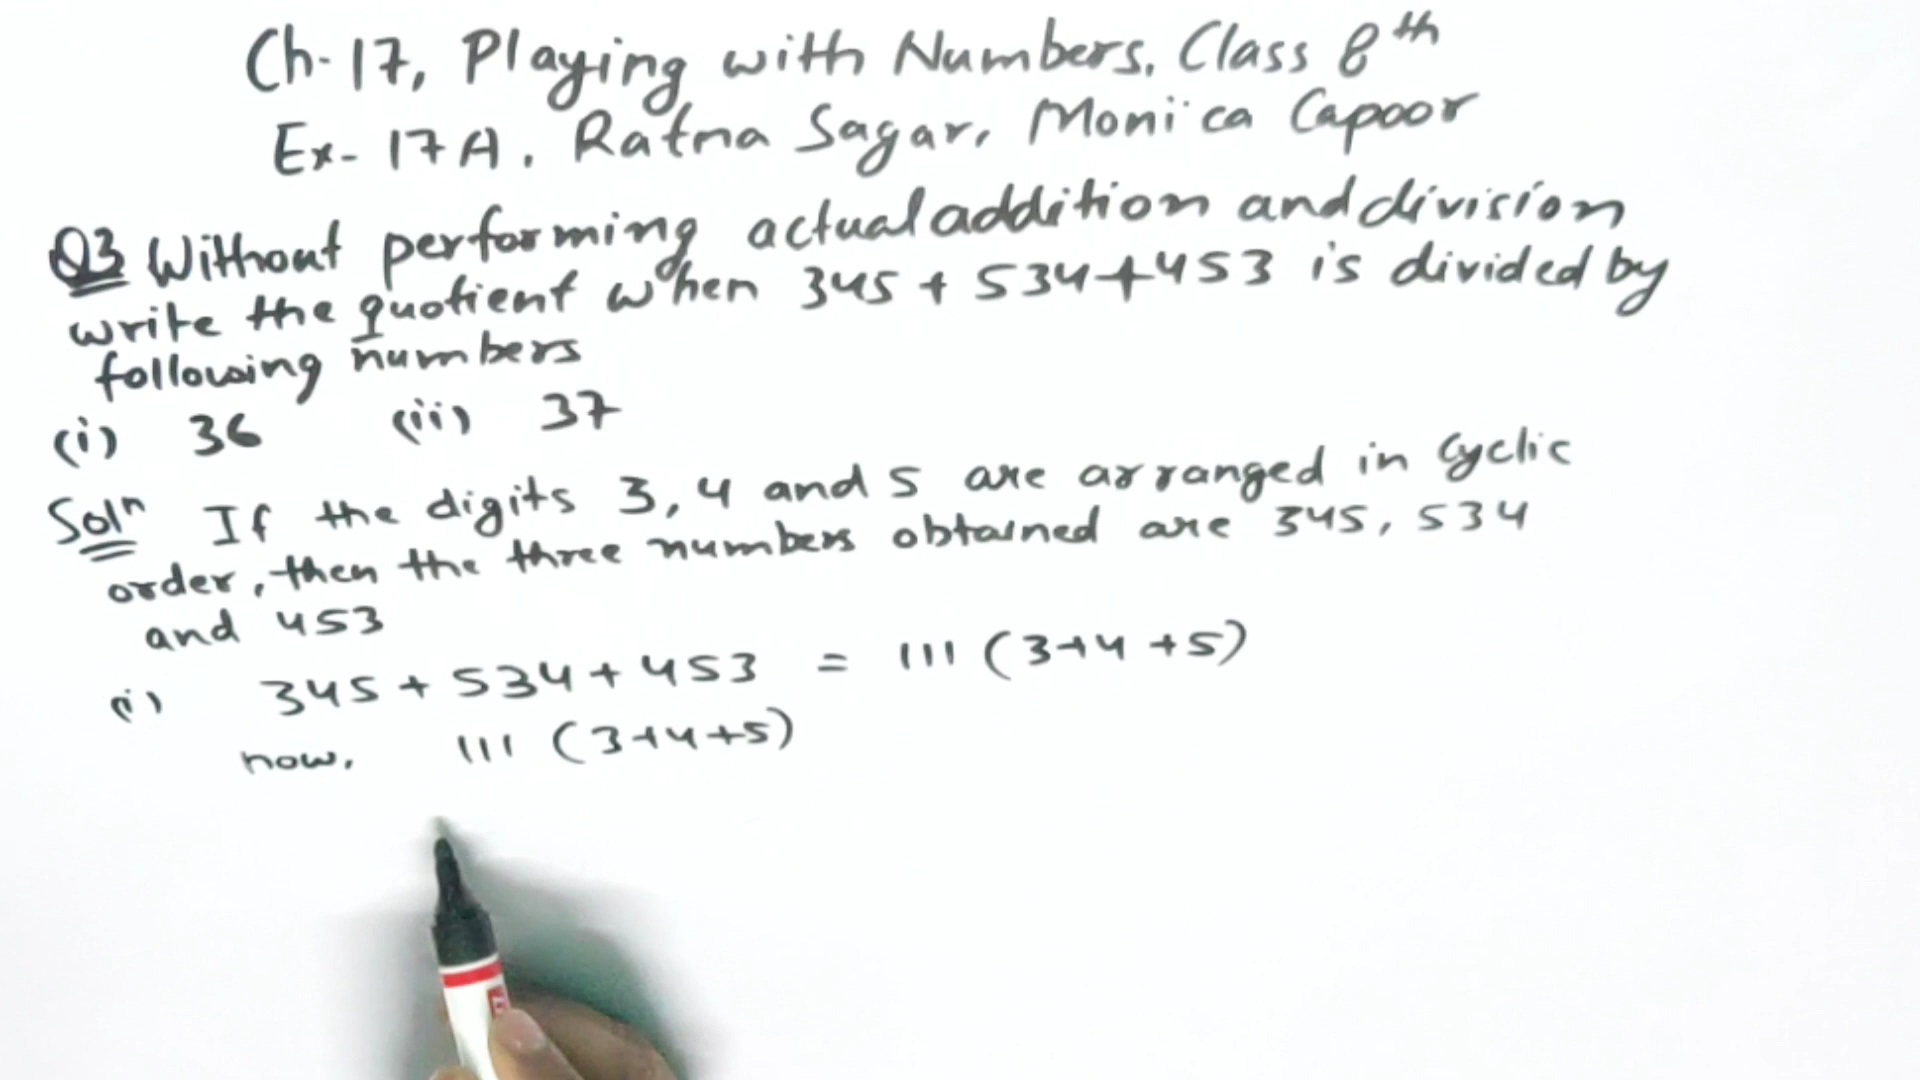 Ch-17, Playing with Numbers. Class 8th
Ex- 17A. Ratna Sagar, Monica Capoor
Q3 Without performing actual addition and division
write the quotient when 345 + 534 + 453 is divided by
following numbers
(i) 36 (ii) 37
Soln If the digits 3, 4 and 5 are arranged in cyclic
order, then the three numbers obtained are 345, 534
and 453
(i) 345 + 534 + 453 = 111 (3+4+5)
now, 111 (3+4+5)